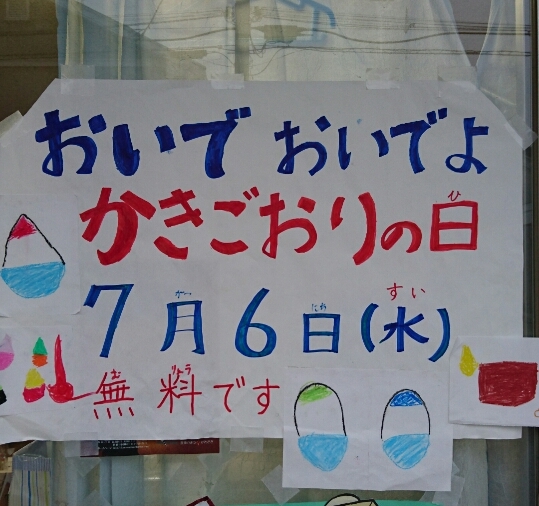 おいで おいでよ
かきごおりの日
7月6日(水)
無料です